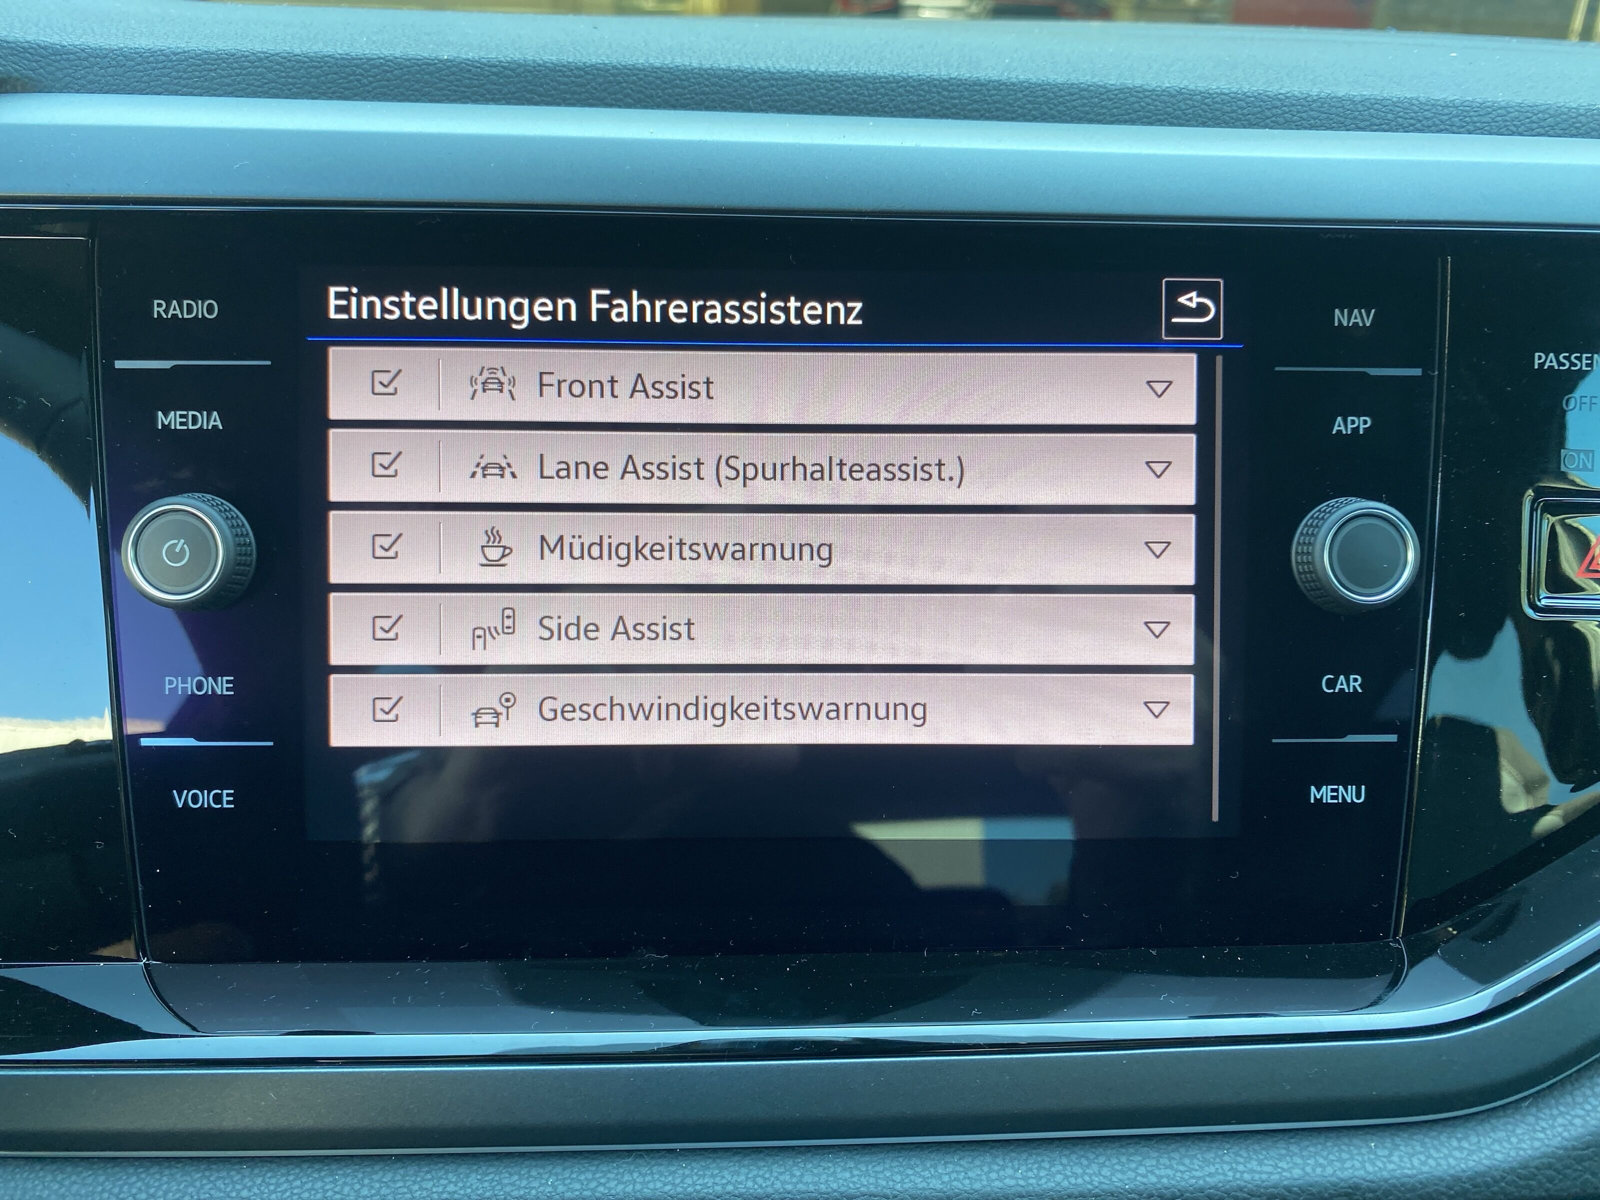 RADIO
MEDIA
PHONE
VOICE
Einstellungen Fahrerassistenz
Front Assist
Lane Assist (Spurhalteassist.)
Müdigkeitswarnung
Side Assist
Geschwindigkeitswarnung
NAV
APP
CAR
MENU
OFF
ON